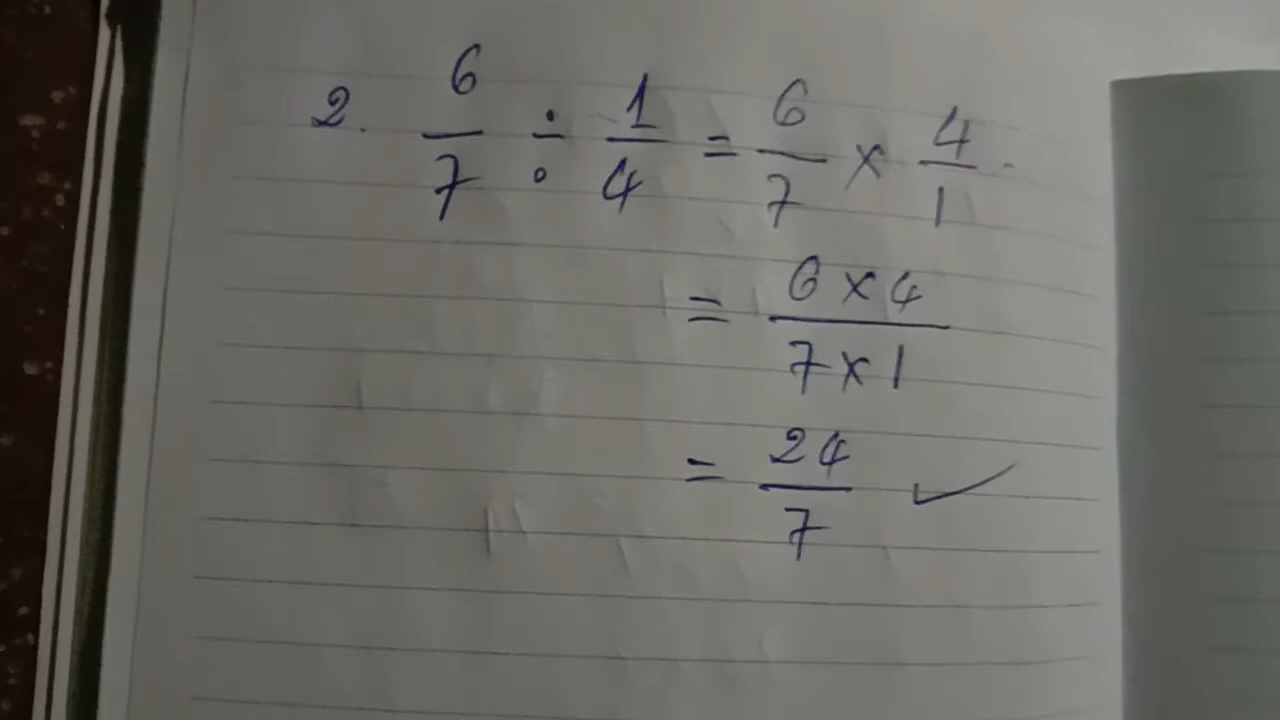 2. 6/7 ÷ 1/4 = 6/7 × 4/1
= 6 × 4 / 7 × 1
= 24/7 ✓